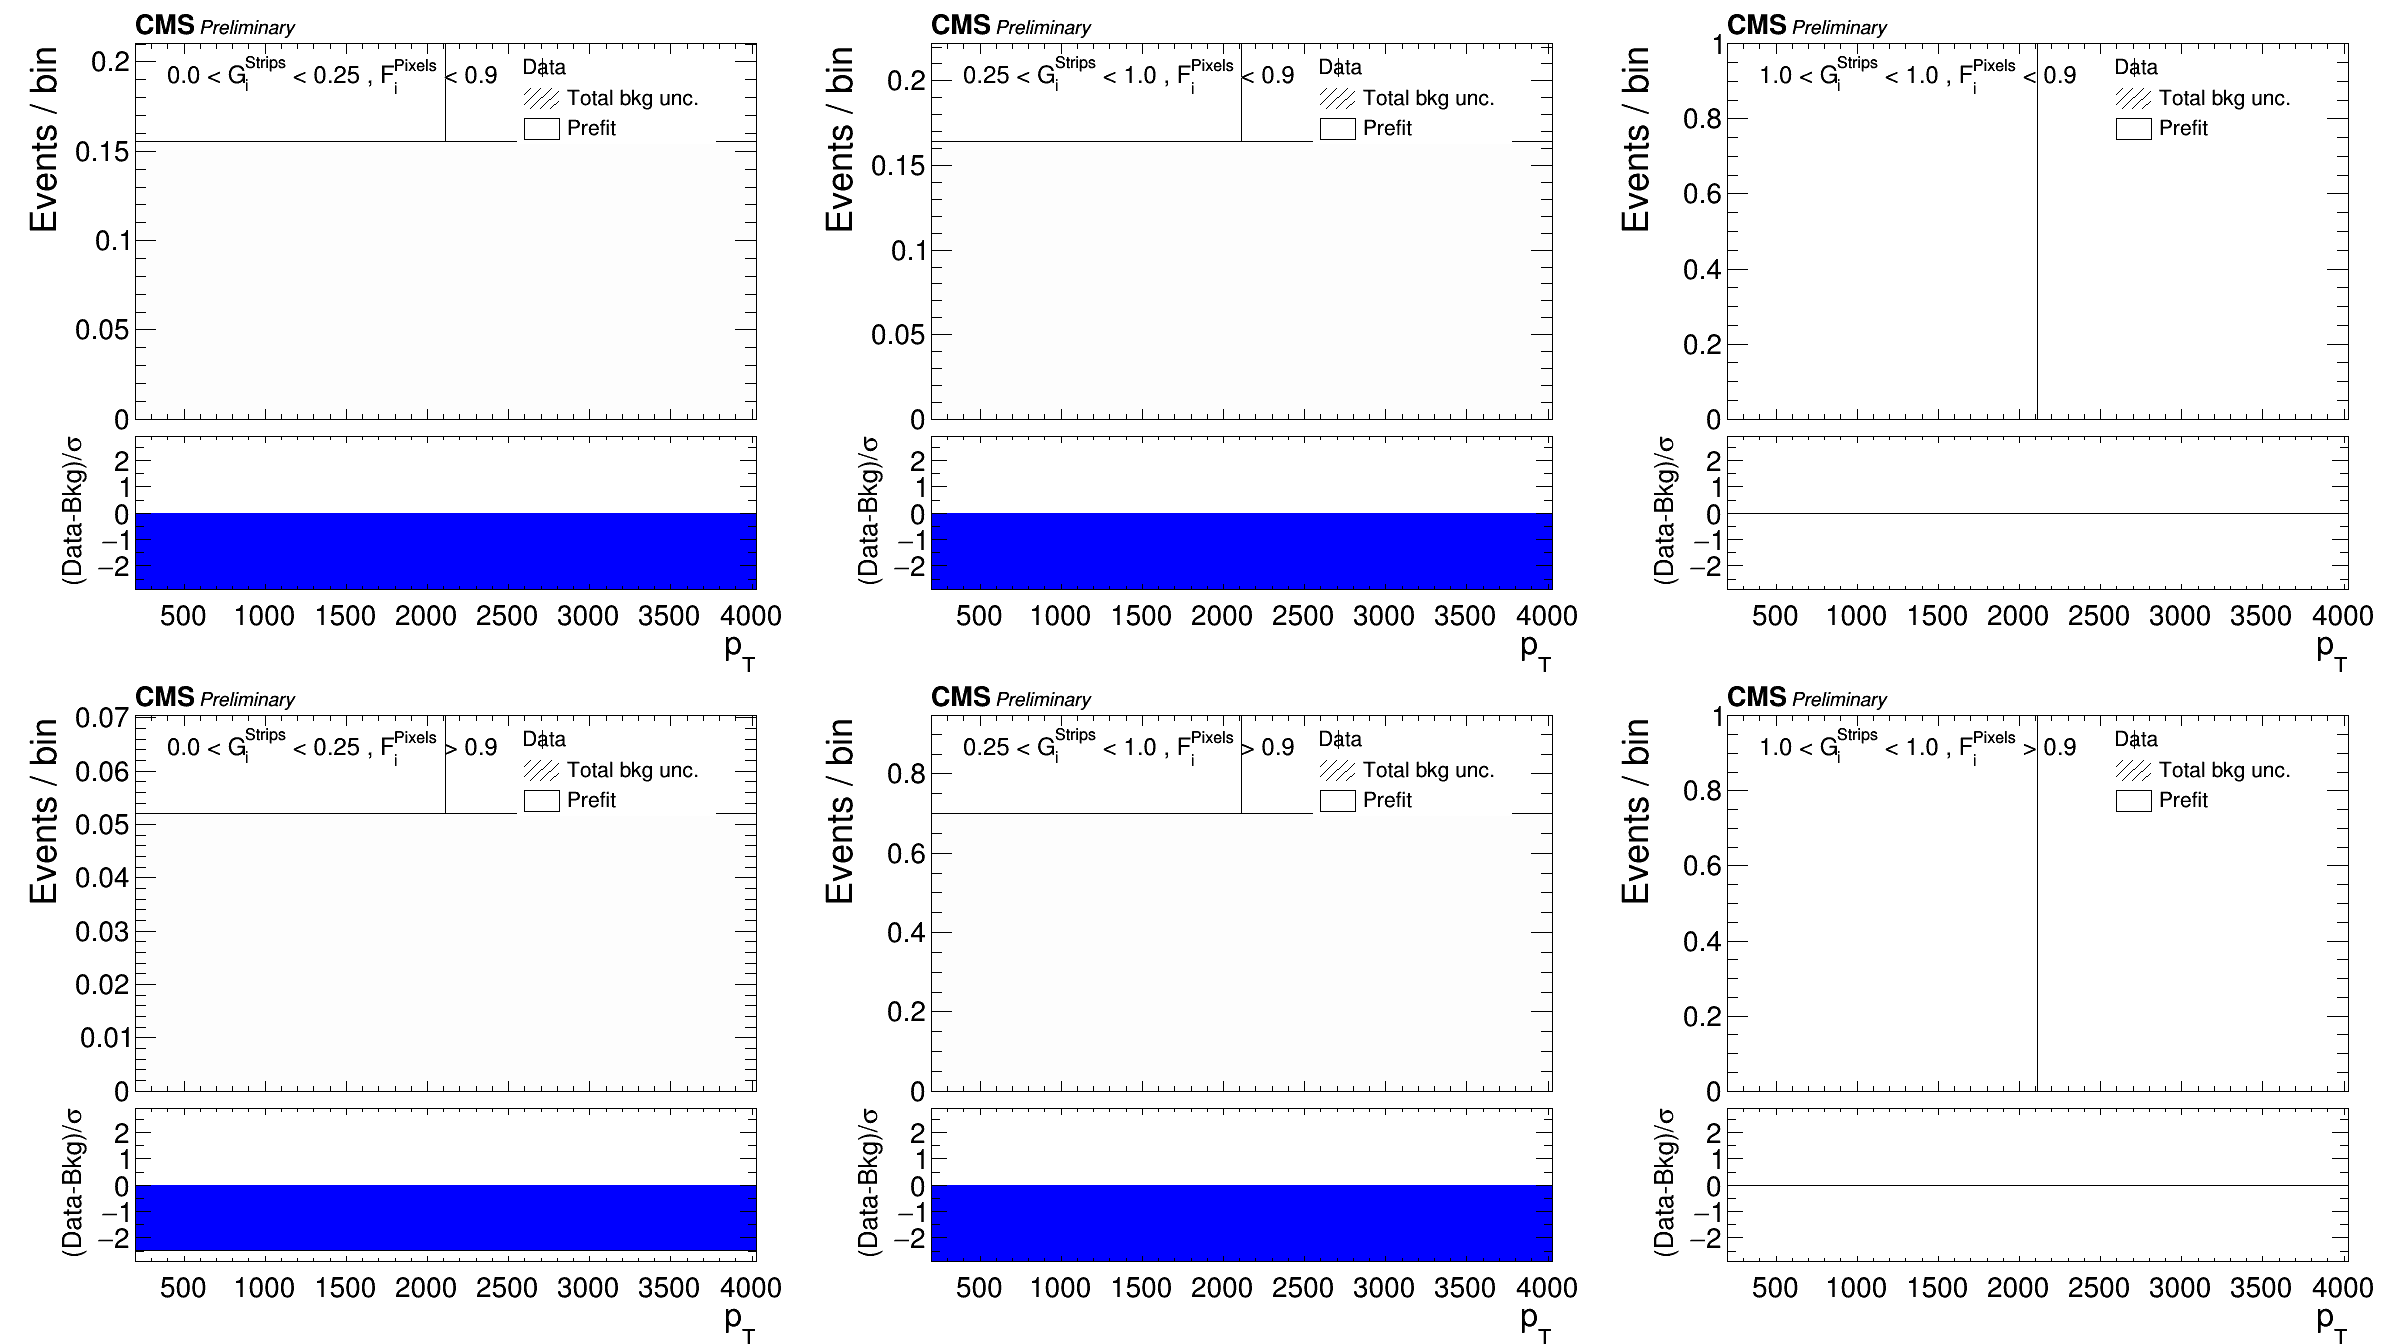 CMS Preliminary
Events / bin
0.2
0.15
0.1
0.05
0
0.0 < G_i^Strips < 0.25 , F_i^Pixels < 0.9
Data
Total bkg unc.
Prefit
(Data-Bkg)/σ
2
1
0
−1
−2
500 1000 1500 2000 2500 3000 3500 4000
p_T
CMS Preliminary
Events / bin
0.2
0.15
0.1
0.05
0
0.25 < G_i^Strips < 1.0 , F_i^Pixels < 0.9
Data
Total bkg unc.
Prefit
(Data-Bkg)/σ
2
1
0
−1
−2
500 1000 1500 2000 2500 3000 3500 4000
p_T
CMS Preliminary
Events / bin
1
0.8
0.6
0.4
0.2
0
1.0 < G_i^Strips < 1.0 , F_i^Pixels < 0.9
Data
Total bkg unc.
Prefit
(Data-Bkg)/σ
2
1
0
−1
−2
500 1000 1500 2000 2500 3000 3500 4000
p_T
CMS Preliminary
Events / bin
0.07
0.06
0.05
0.04
0.03
0.02
0.01
0
0.0 < G_i^Strips < 0.25 , F_i^Pixels > 0.9
Data
Total bkg unc.
Prefit
(Data-Bkg)/σ
2
1
0
−1
−2
500 1000 1500 2000 2500 3000 3500 4000
p_T
CMS Preliminary
Events / bin
0.8
0.6
0.4
0.2
0
0.25 < G_i^Strips < 1.0 , F_i^Pixels > 0.9
Data
Total bkg unc.
Prefit
(Data-Bkg)/σ
2
1
0
−1
−2
500 1000 1500 2000 2500 3000 3500 4000
p_T
CMS Preliminary
Events / bin
1
0.8
0.6
0.4
0.2
0
1.0 < G_i^Strips < 1.0 , F_i^Pixels > 0.9
Data
Total bkg unc.
Prefit
(Data-Bkg)/σ
2
1
0
−1
−2
500 1000 1500 2000 2500 3000 3500 4000
p_T